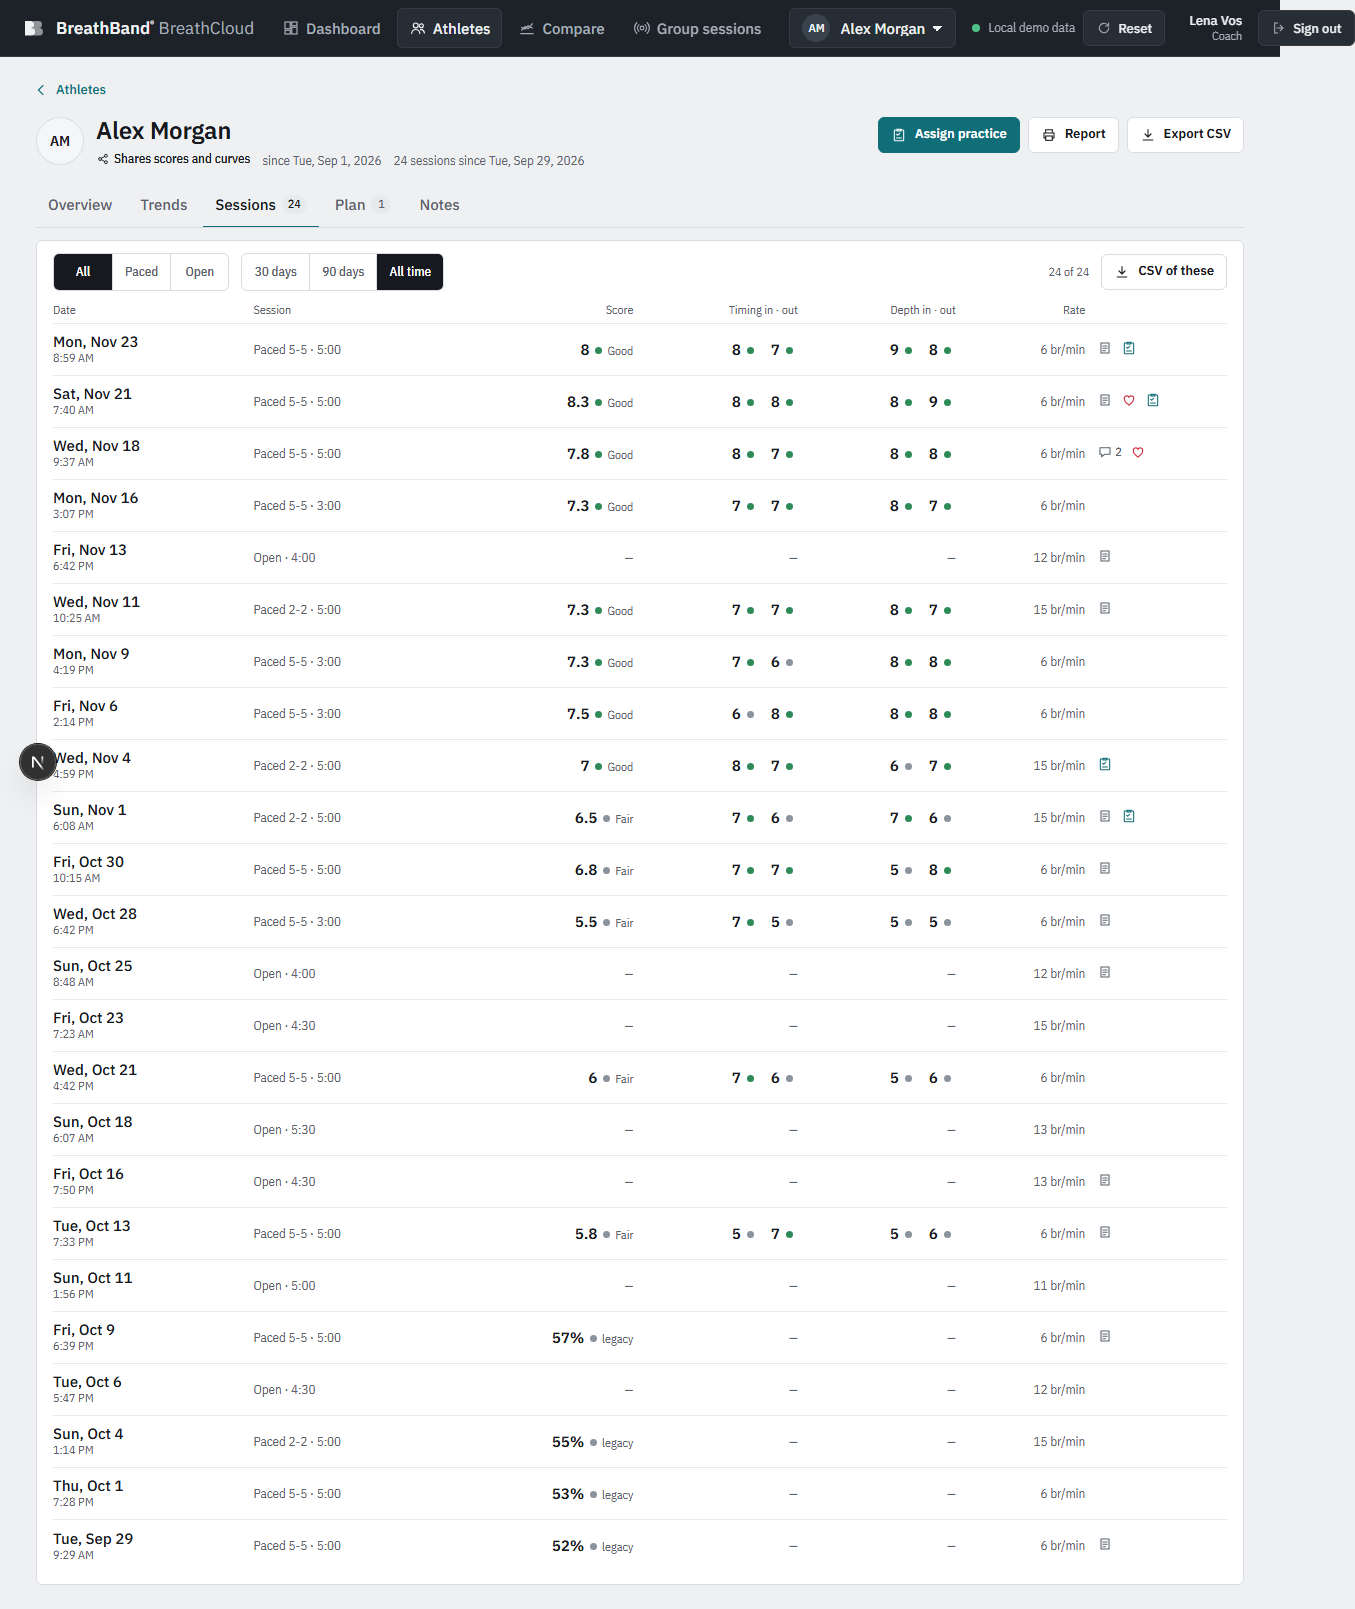 BreathBand® BreathCloud Dashboard Athletes Compare Group sessions AM Alex Morgan Local demo data Reset Lena Vos Coach Sign out
Athletes
AM Alex Morgan
Shares scores and curves since Tue, Sep 1, 2026 24 sessions since Tue, Sep 29, 2026
Assign practice Report Export CSV
Overview Trends Sessions 24 Plan 1 Notes
All Paced Open 30 days 90 days All time 24 of 24 CSV of these
Date Session Score Timing in · out Depth in · out Rate
Mon, Nov 23
8:59 AM
Paced 5-5 · 5:00 8 Good 8 7 9 8 6 br/min
Sat, Nov 21
7:40 AM
Paced 5-5 · 5:00 8.3 Good 8 8 8 9 6 br/min
Wed, Nov 18
9:37 AM
Paced 5-5 · 5:00 7.8 Good 8 7 8 8 6 br/min 2
Mon, Nov 16
3:07 PM
Paced 5-5 · 3:00 7.3 Good 7 7 8 7 6 br/min
Fri, Nov 13
6:42 PM
Open · 4:00 – – – 12 br/min
Wed, Nov 11
10:25 AM
Paced 2-2 · 5:00 7.3 Good 7 7 8 7 15 br/min
Mon, Nov 9
4:19 PM
Paced 5-5 · 3:00 7.3 Good 7 6 8 8 6 br/min
Fri, Nov 6
2:14 PM
Paced 5-5 · 3:00 7.5 Good 6 8 8 8 6 br/min
Wed, Nov 4
4:59 PM
Paced 2-2 · 5:00 7 Good 8 7 6 7 15 br/min
Sun, Nov 1
6:08 AM
Paced 2-2 · 5:00 6.5 Fair 7 6 7 6 15 br/min
Fri, Oct 30
10:15 AM
Paced 5-5 · 5:00 6.8 Fair 7 7 5 8 6 br/min
Wed, Oct 28
6:42 PM
Paced 5-5 · 3:00 5.5 Fair 7 5 5 5 6 br/min
Sun, Oct 25
8:48 AM
Open · 4:00 – – – 12 br/min
Fri, Oct 23
7:23 AM
Open · 4:30 – – – 15 br/min
Wed, Oct 21
4:42 PM
Paced 5-5 · 5:00 6 Fair 7 6 5 6 6 br/min
Sun, Oct 18
6:07 AM
Open · 5:30 – – – 13 br/min
Fri, Oct 16
7:50 PM
Open · 4:30 – – – 13 br/min
Tue, Oct 13
7:33 PM
Paced 5-5 · 5:00 5.8 Fair 5 7 5 6 6 br/min
Sun, Oct 11
1:56 PM
Open · 5:00 – – – 11 br/min
Fri, Oct 9
6:39 PM
Paced 5-5 · 5:00 57% legacy – – 6 br/min
Tue, Oct 6
5:47 PM
Open · 4:30 – – – 12 br/min
Sun, Oct 4
1:14 PM
Paced 2-2 · 5:00 55% legacy – – 15 br/min
Thu, Oct 1
7:28 PM
Paced 5-5 · 5:00 53% legacy – – 6 br/min
Tue, Sep 29
9:29 AM
Paced 5-5 · 5:00 52% legacy – – 6 br/min